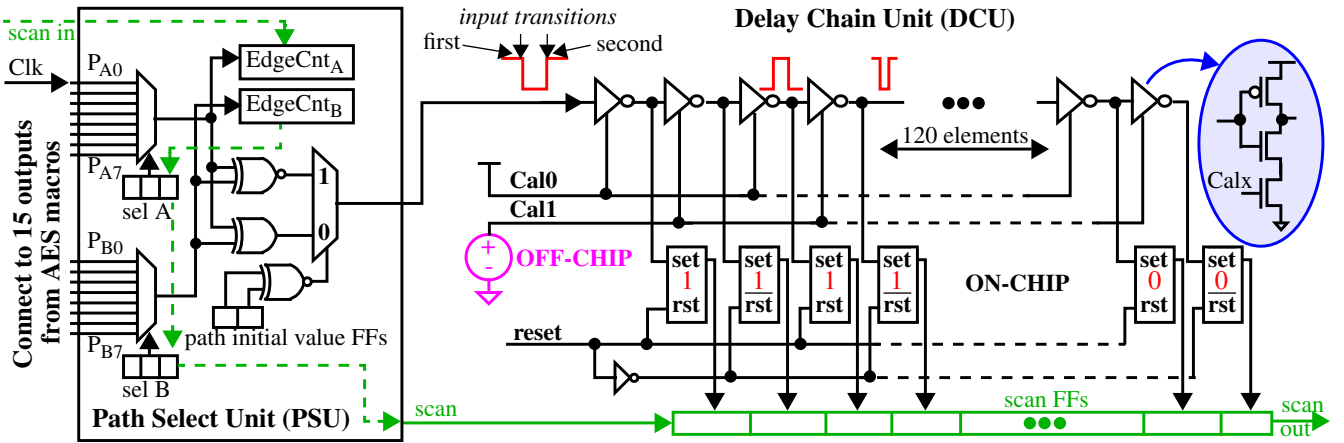 scan in
Clk
Connect to 15 outputs
from AES macros
P_A0
P_A7
sel A
P_B0
P_B7
sel B
EdgeCnt_A
EdgeCnt_B
1
0
path initial value FFs
Path Select Unit (PSU)
input transitions
first
second
Delay Chain Unit (DCU)
120 elements
Cal0
Cal1
+
-
OFF-CHIP
ON-CHIP
Calx
set
1
rst
set
1
rst
set
1
rst
set
1
rst
set
0
rst
set
0
rst
reset
scan
scan FFs
scan
out